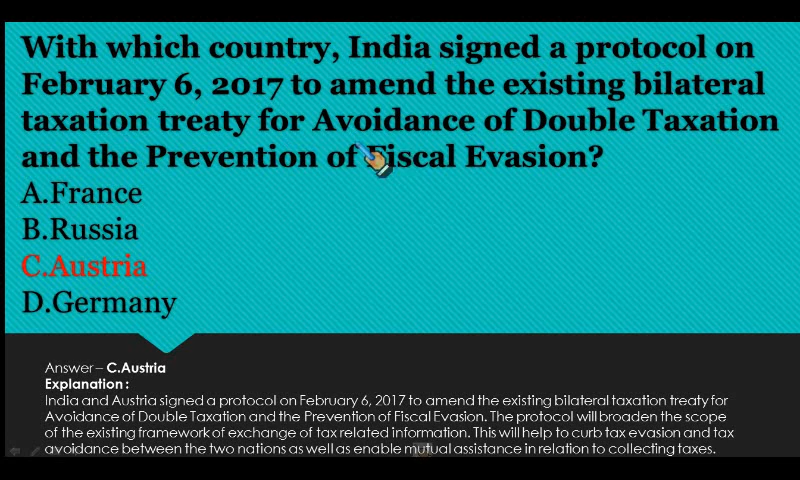 With which country, India signed a protocol on
February 6, 2017 to amend the existing bilateral
taxation treaty for Avoidance of Double Taxation
and the Prevention of Fiscal Evasion?
A.France
B.Russia
C.Austria
D.Germany
Answer – C.Austria
Explanation :
India and Austria signed a protocol on February 6, 2017 to amend the existing bilateral taxation treaty for
Avoidance of Double Taxation and the Prevention of Fiscal Evasion. The protocol will broaden the scope
of the existing framework of exchange of tax related information. This will help to curb tax evasion and tax
avoidance between the two nations as well as enable mutual assistance in relation to collecting taxes.